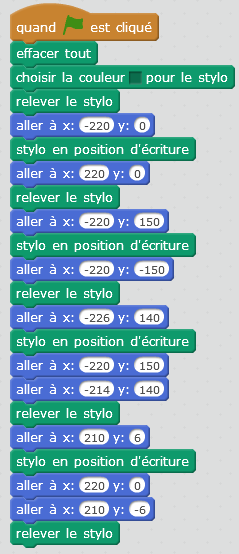 quand est cliqué
effacer tout
choisir la couleur pour le stylo
relever le stylo
aller à x: -220 y: 0
stylo en position d'écriture
aller à x: 220 y: 0
relever le stylo
aller à x: -220 y: 150
stylo en position d'écriture
aller à x: -220 y: -150
relever le stylo
aller à x: -226 y: 140
stylo en position d'écriture
aller à x: -220 y: 150
aller à x: -214 y: 140
relever le stylo
aller à x: 210 y: 6
stylo en position d'écriture
aller à x: 220 y: 0
aller à x: 210 y: -6
relever le stylo